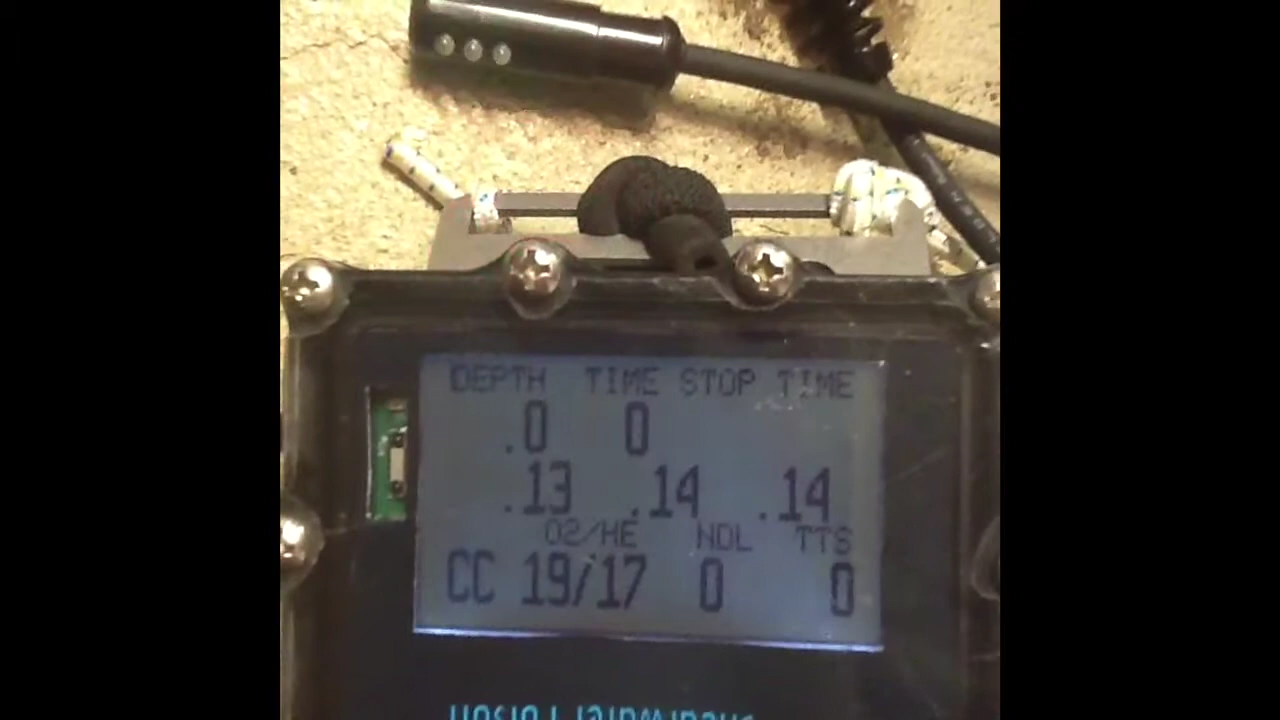 DEPTH TIME STOP TIME
.0 0
.13 .14 .14
O2/HE NDL TTS
CC 19/17 0 0